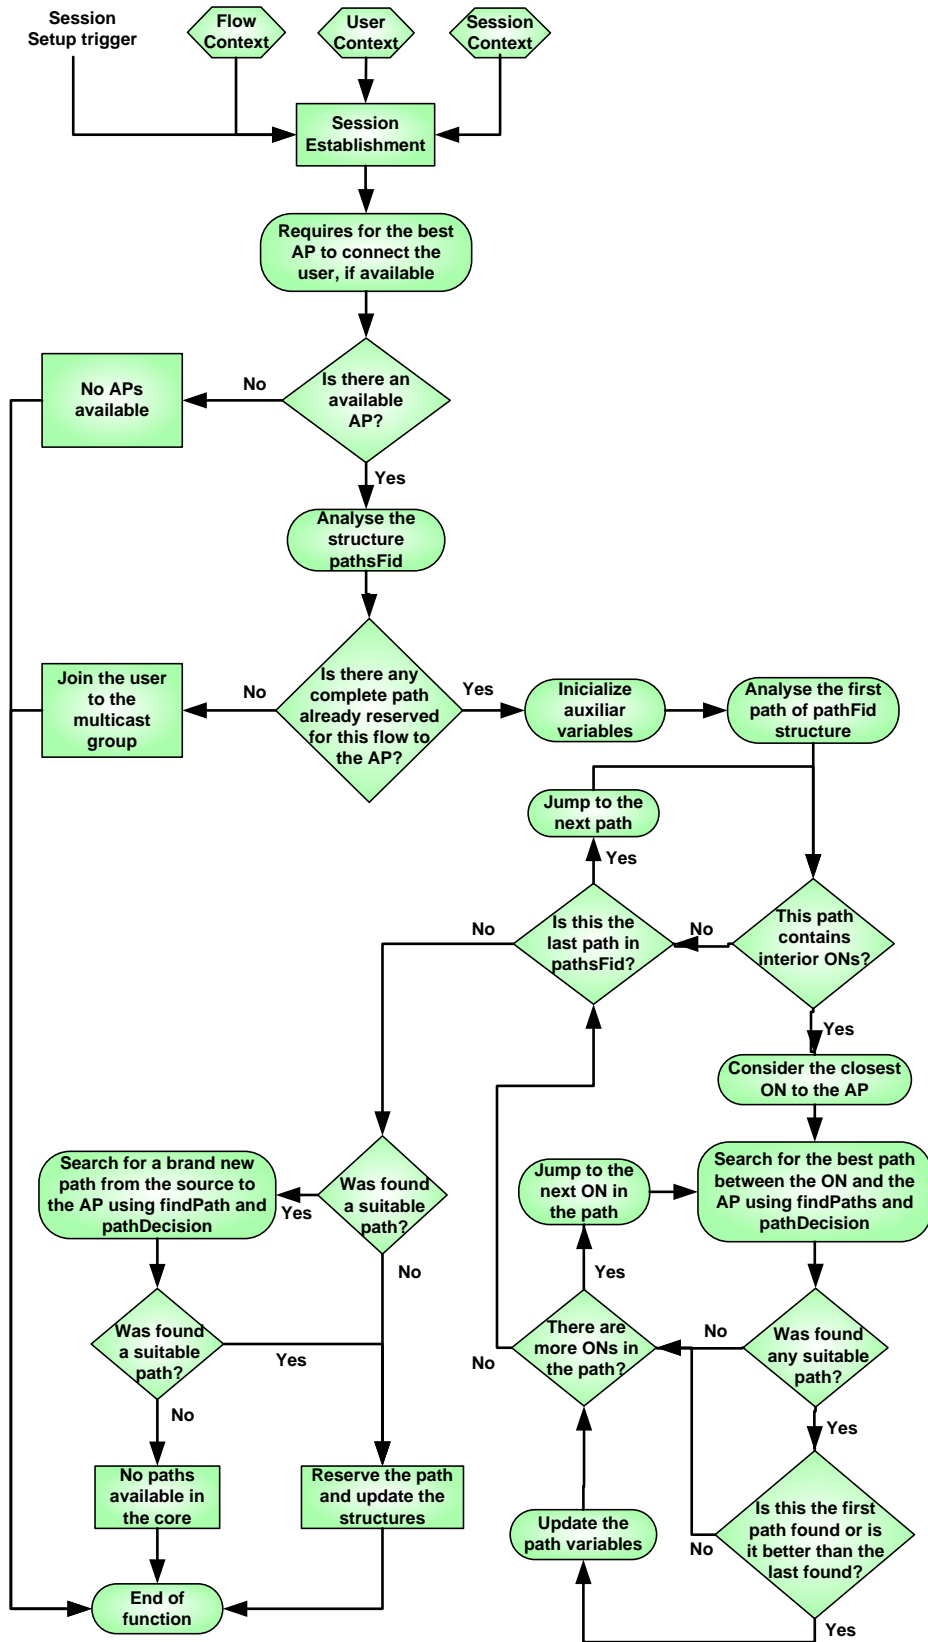 Session
Setup trigger
Flow
Context
User
Context
Session
Context
Session
Establishment
Requires for the best
AP to connect the
user, if available
Is there an
available
AP?
No
No APs
available
Yes
Analyse the
structure
pathsFid
Is there any
complete path
already reserved
for this flow to
the AP?
No
Join the user
to the
multicast
group
Yes
Inicialize
auxiliar
variables
Analyse the first
path of pathFid
structure
Jump to the
next path
Yes
Is this the
last path in
pathsFid?
No
No
This path
contains
interior ONs?
Yes
Consider the closest
ON to the AP
Search for a brand new
path from the source to
the AP using findPath and
pathDecision
Yes
Was found
a suitable
path?
No
Jump to the
next ON in
the path
Search for the best path
between the ON and the
AP using findPaths and
pathDecision
Yes
Was found
a suitable
path?
Yes
No
There are
more ONs in
the path?
No
No
Was found
any suitable
path?
Yes
No paths
available in
the core
Reserve the path
and update the
structures
Update the
path variables
No
Is this the first
path found or is
it better than the
last found?
Yes
End of
function